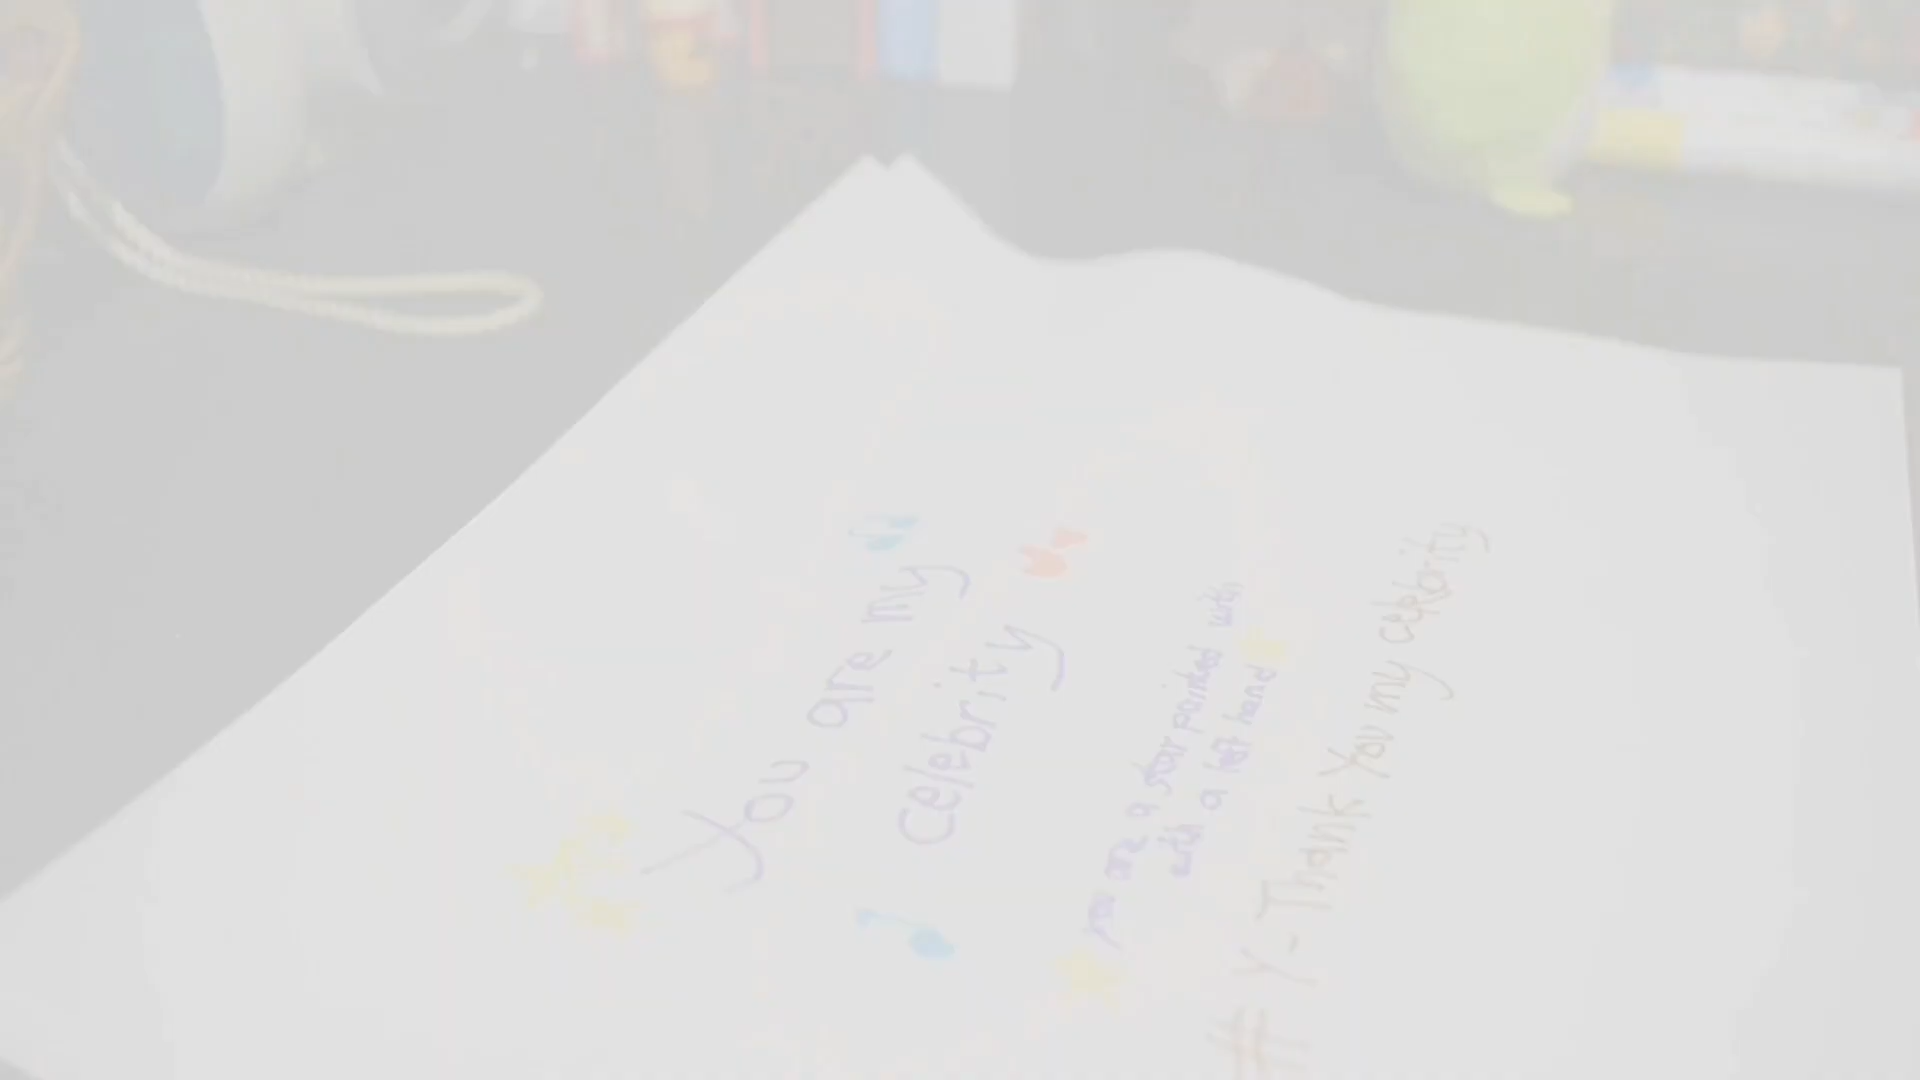 You are my
celebrity
you are a star painted with
with a left hand
# Y - Thank You my celebrity